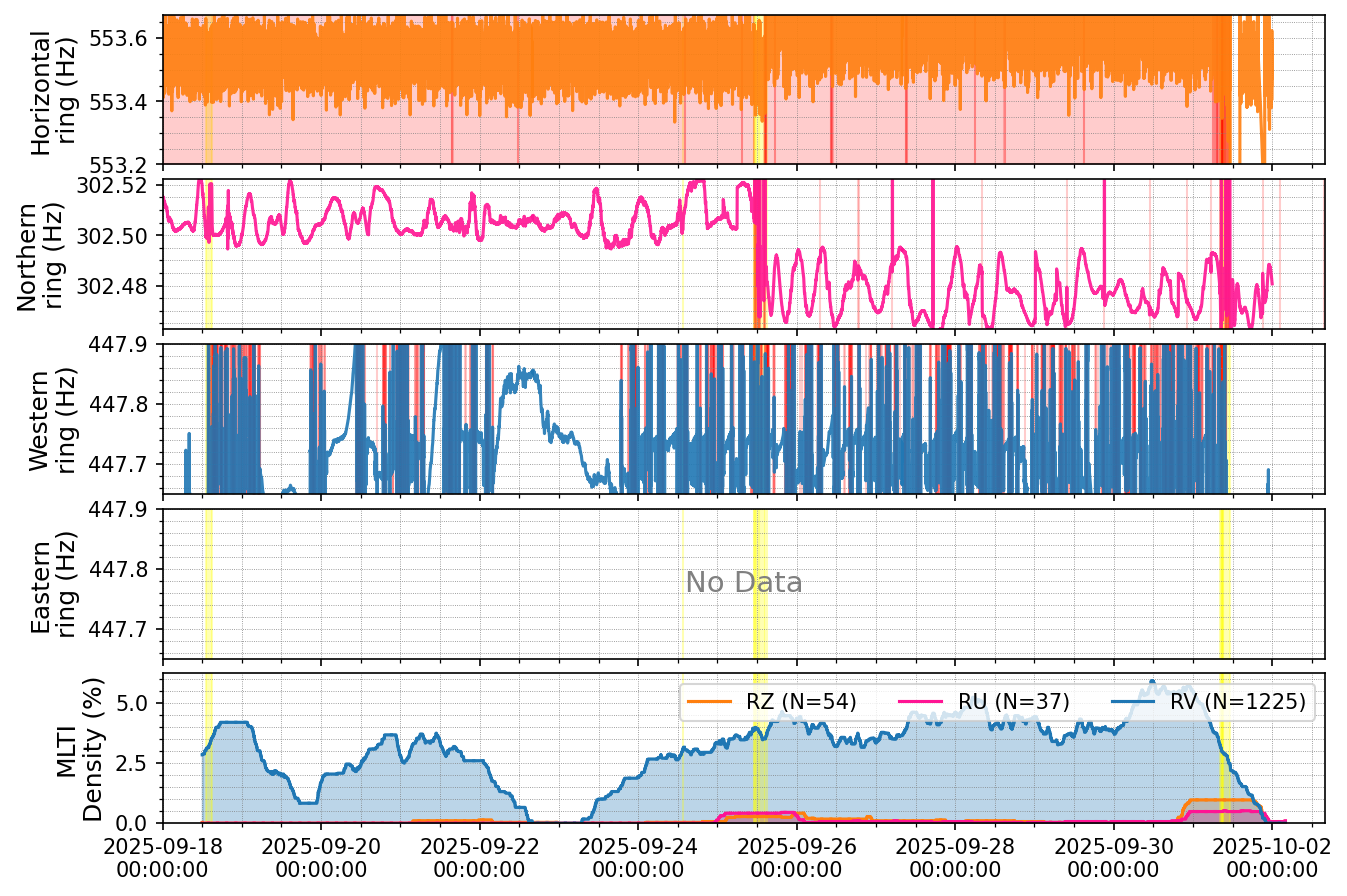 Horizontal
ring (Hz)
553.6
553.4
553.2
Northern
ring (Hz)
302.52
302.50
302.48
Western
ring (Hz)
447.9
447.8
447.7
Eastern
ring (Hz)
447.9
447.8
447.7
No Data
MLTI
Density (%)
5.0
2.5
0.0
RZ (N=54) RU (N=37) RV (N=1225)
2025-09-18 2025-09-20 2025-09-22 2025-09-24 2025-09-26 2025-09-28 2025-09-30 2025-10-02
00:00:00 00:00:00 00:00:00 00:00:00 00:00:00 00:00:00 00:00:00 00:00:00